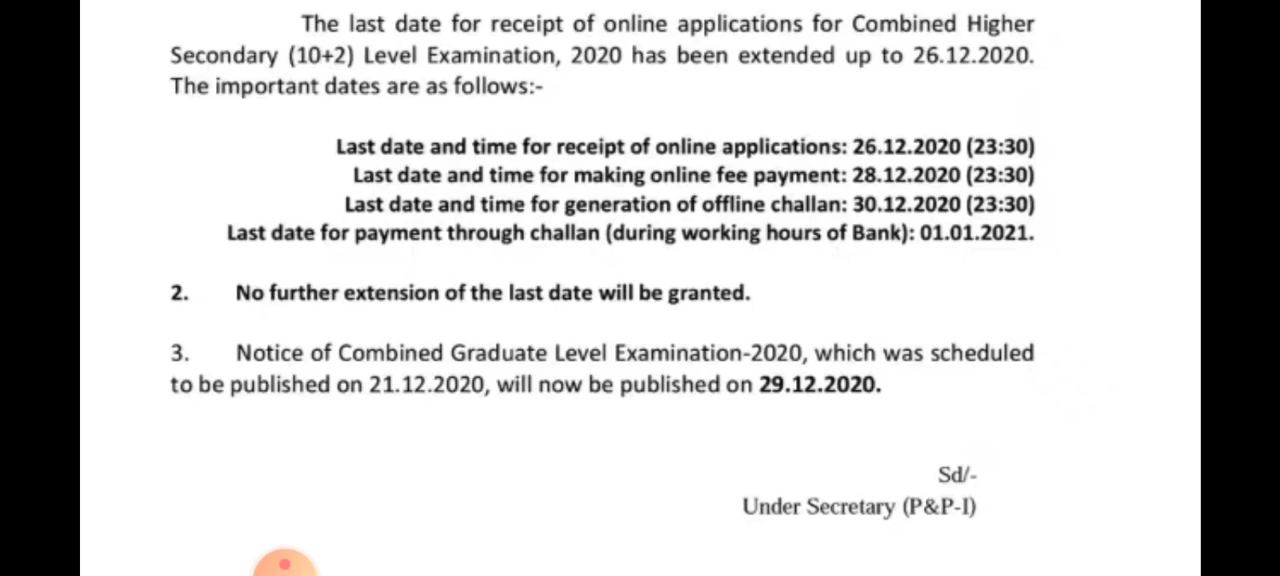 The last date for receipt of online applications for Combined Higher
Secondary (10+2) Level Examination, 2020 has been extended up to 26.12.2020.
The important dates are as follows:-
Last date and time for receipt of online applications: 26.12.2020 (23:30)
Last date and time for making online fee payment: 28.12.2020 (23:30)
Last date and time for generation of offline challan: 30.12.2020 (23:30)
Last date for payment through challan (during working hours of Bank): 01.01.2021.
2. No further extension of the last date will be granted.
3. Notice of Combined Graduate Level Examination-2020, which was scheduled
to be published on 21.12.2020, will now be published on 29.12.2020.
Sd/-
Under Secretary (P&P-I)